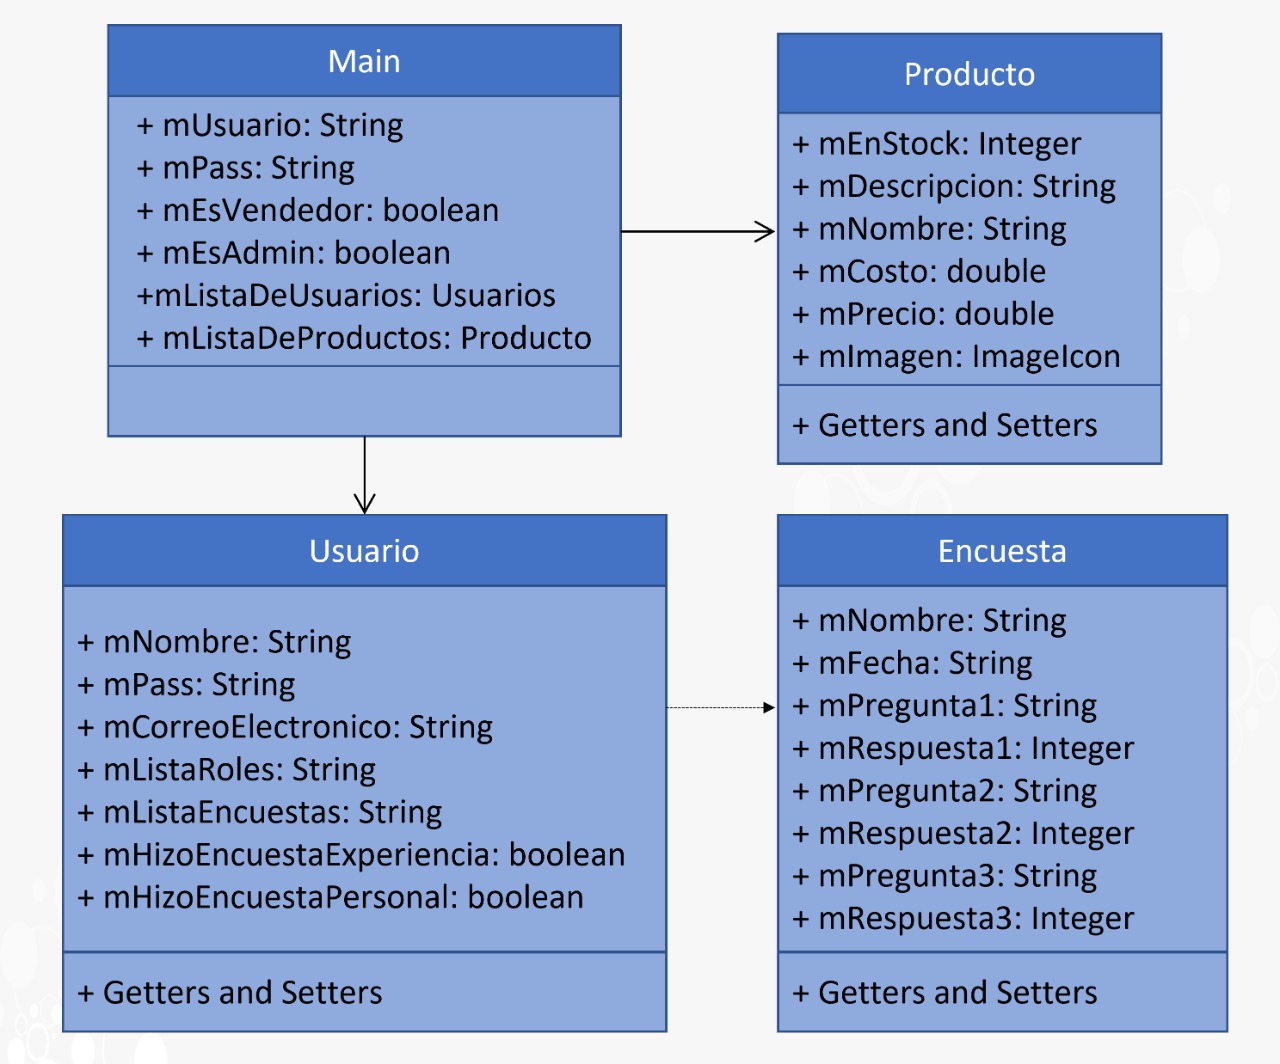 Main
+ mUsuario: String
+ mPass: String
+ mEsVendedor: boolean
+ mEsAdmin: boolean
+mListaDeUsuarios: Usuarios
+ mListaDeProductos: Producto
Producto
+ mEnStock: Integer
+ mDescripcion: String
+ mNombre: String
+ mCosto: double
+ mPrecio: double
+ mImagen: ImageIcon
+ Getters and Setters
Usuario
+ mNombre: String
+ mPass: String
+ mCorreoElectronico: String
+ mListaRoles: String
+ mListaEncuestas: String
+ mHizoEncuestaExperiencia: boolean
+ mHizoEncuestaPersonal: boolean
+ Getters and Setters
Encuesta
+ mNombre: String
+ mFecha: String
+ mPregunta1: String
+ mRespuesta1: Integer
+ mPregunta2: String
+ mRespuesta2: Integer
+ mPregunta3: String
+ mRespuesta3: Integer
+ Getters and Setters